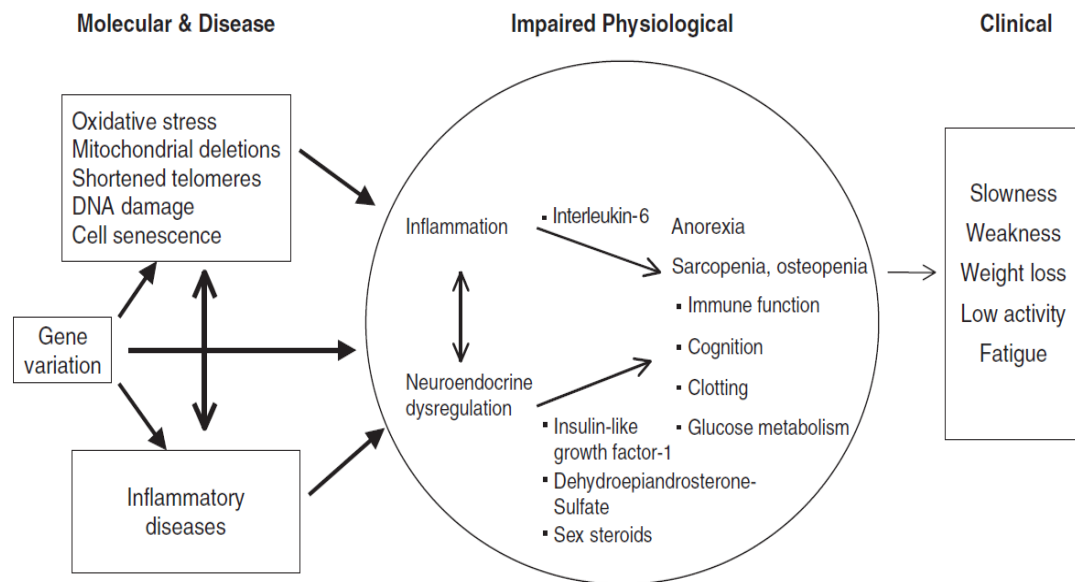 Molecular & Disease
Impaired Physiological
Clinical
Oxidative stress
Mitochondrial deletions
Shortened telomeres
DNA damage
Cell senescence
Gene
variation
Inflammatory
diseases
Inflammation
▪ Interleukin-6
Neuroendocrine
dysregulation
▪ Insulin-like
growth factor-1
▪ Dehydroepiandrosterone-
Sulfate
▪ Sex steroids
Anorexia
Sarcopenia, osteopenia
▪ Immune function
▪ Cognition
▪ Clotting
▪ Glucose metabolism
Slowness
Weakness
Weight loss
Low activity
Fatigue